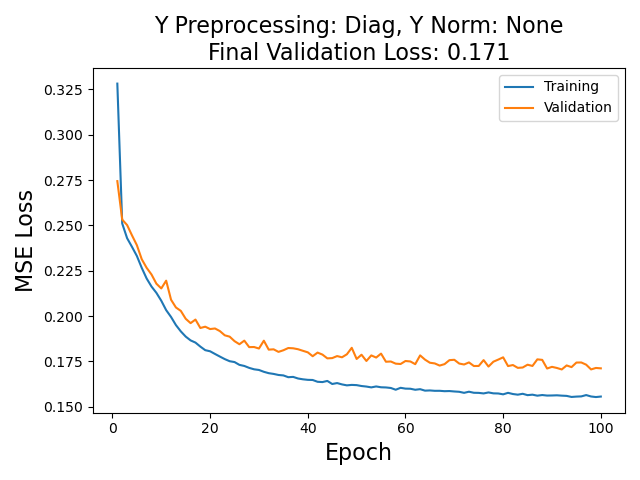 Y Preprocessing: Diag, Y Norm: None
Final Validation Loss: 0.171
Training
Validation
MSE Loss
0.325
0.300
0.275
0.250
0.225
0.200
0.175
0.150
0
20
40
60
80
100
Epoch